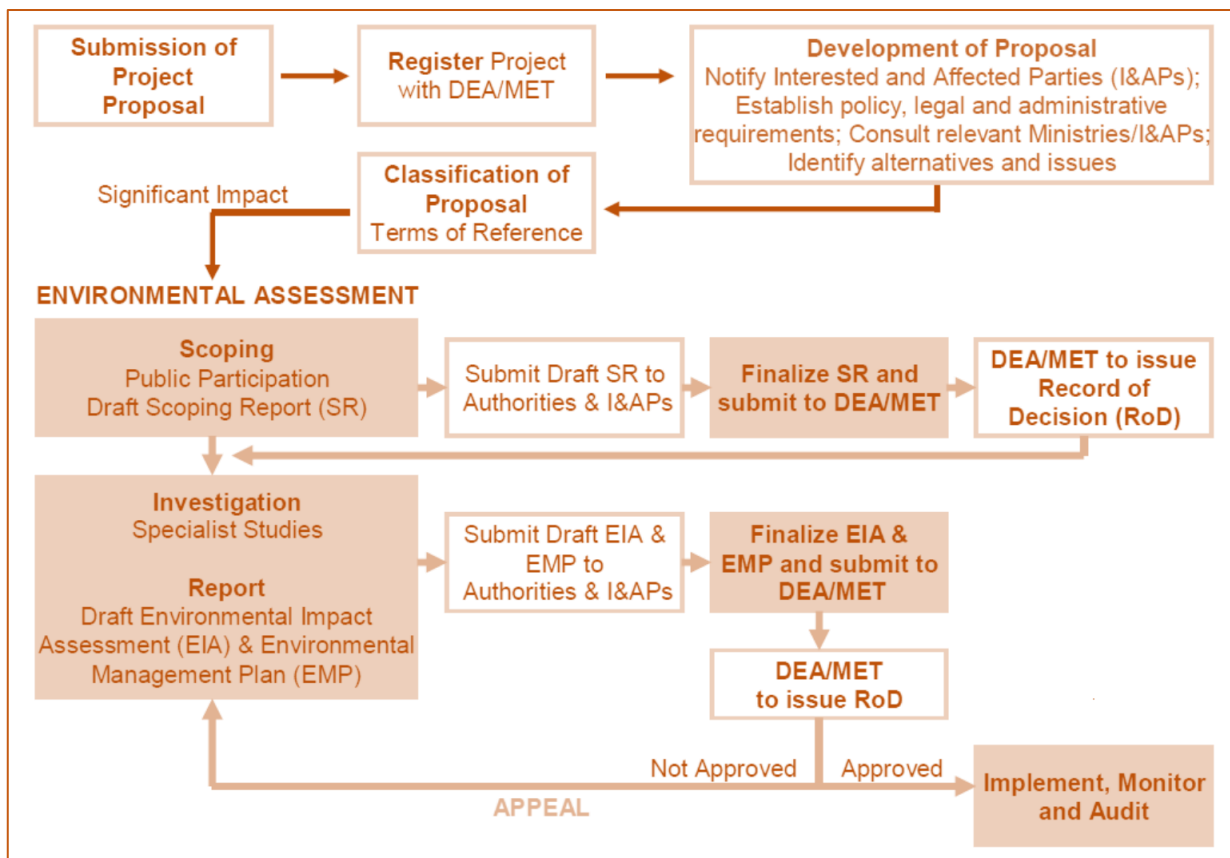 Submission of
Project
Proposal
Register Project
with DEA/MET
Development of Proposal
Notify Interested and Affected Parties (I&APs);
Establish policy, legal and administrative
requirements; Consult relevant Ministries/I&APs;
Identify alternatives and issues
Classification of
Proposal
Terms of Reference
Significant Impact
ENVIRONMENTAL ASSESSMENT
Scoping
Public Participation
Draft Scoping Report (SR)
Submit Draft SR to
Authorities & I&APs
Finalize SR and
submit to DEA/MET
DEA/MET to issue
Record of
Decision (RoD)
Investigation
Specialist Studies
Report
Draft Environmental Impact
Assessment (EIA) & Environmental
Management Plan (EMP)
Submit Draft EIA &
EMP to
Authorities & I&APs
Finalize EIA &
EMP and submit to
DEA/MET
DEA/MET
to issue RoD
Not Approved
Approved
APPEAL
Implement, Monitor
and Audit